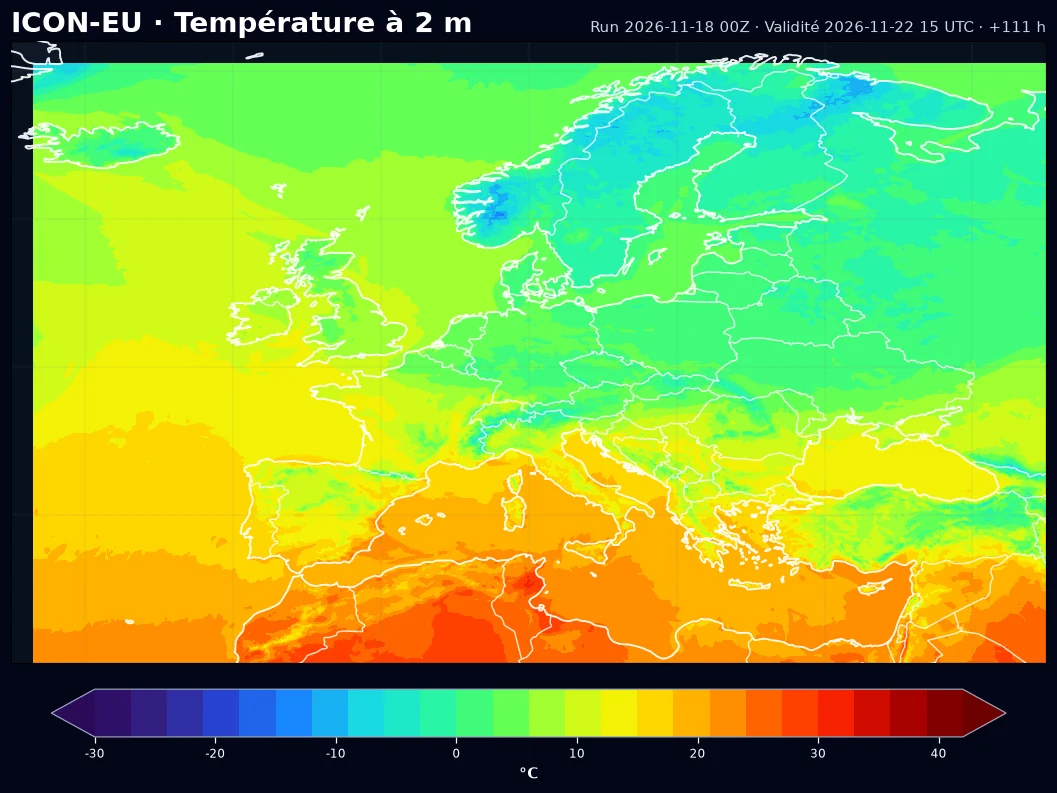 ICON-EU · Température à 2 m
Run 2026-11-18 00Z · Validité 2026-11-22 15 UTC · +111 h
-30 -20 -10 0 10 20 30 40
°C